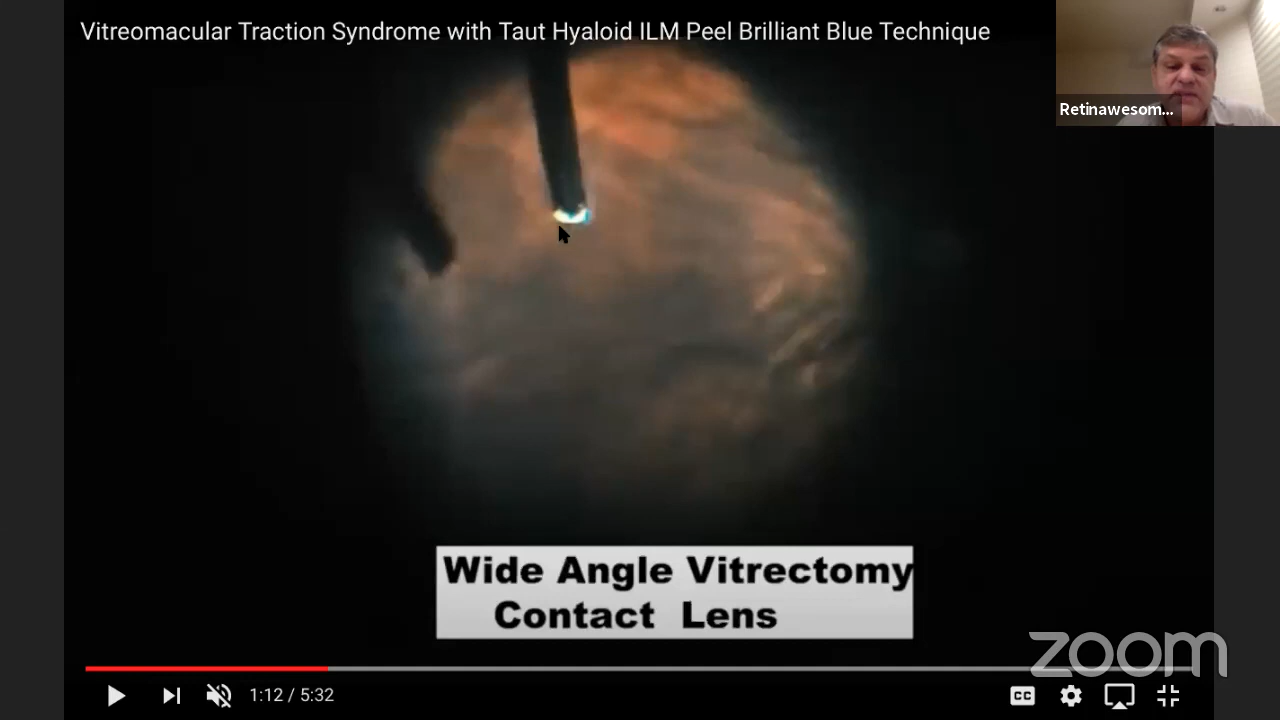 Vitreomacular Traction Syndrome with Taut Hyaloid ILM Peel Brilliant Blue Technique
Retinawesom...
Wide Angle Vitrectomy
Contact Lens
zoom
1:12 / 5:32
CC